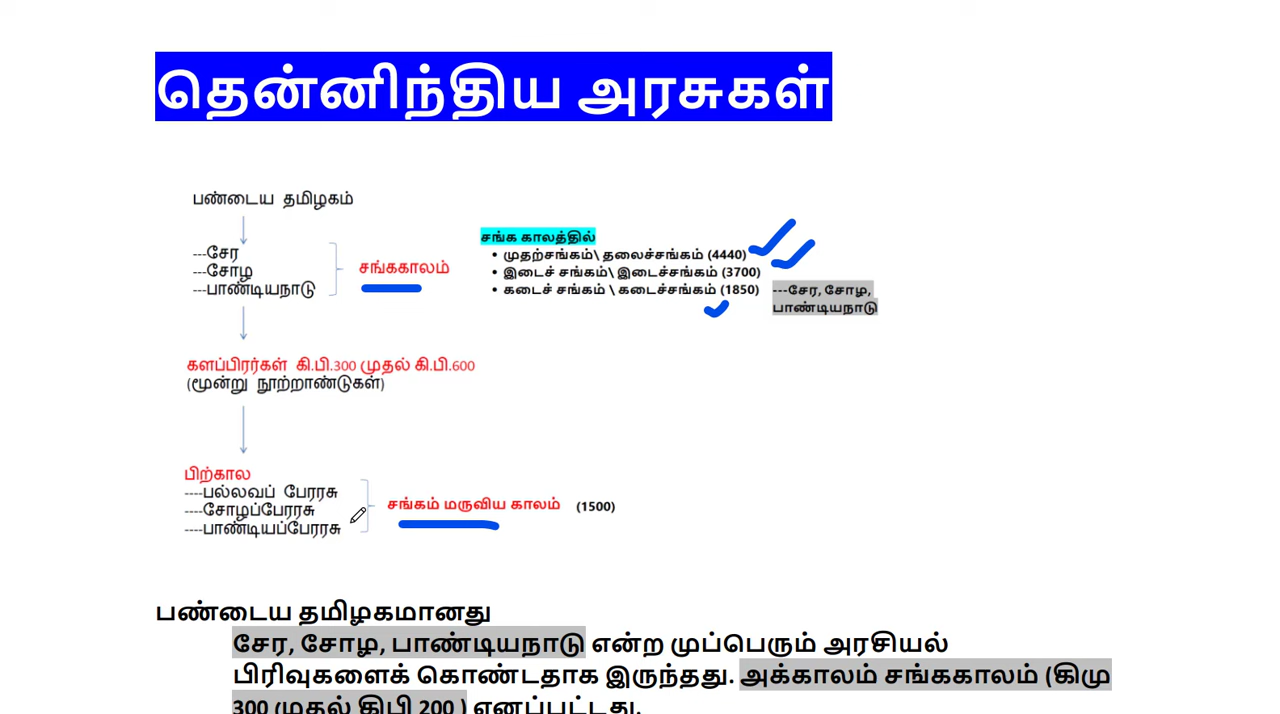 தென்னிந்திய அரசுகள்
பண்டைய தமிழகம்
---சேர
---சோழ
---பாண்டியநாடு
சங்ககாலம்
சங்க காலத்தில்
• முதற்சங்கம்\ தலைச்சங்கம் (4440)
• இடைச் சங்கம்\ இடைச்சங்கம் (3700)
• கடைச் சங்கம் \ கடைச்சங்கம் (1850)
---சேர, சோழ,
பாண்டியநாடு
களப்பிரர்கள் கி.பி.300 முதல் கி.பி.600
(மூன்று நூற்றாண்டுகள்)
பிற்கால
----பல்லவப் பேரரசு
----சோழப்பேரரசு
----பாண்டியப்பேரரசு
சங்கம் மருவிய காலம் (1500)
பண்டைய தமிழகமானது
சேர, சோழ, பாண்டியநாடு என்ற முப்பெரும் அரசியல்
பிரிவுகளைக் கொண்டதாக இருந்தது. அக்காலம் சங்ககாலம் (கிமு
300 முதல் கிபி 200 ) எனப்பட்டது.